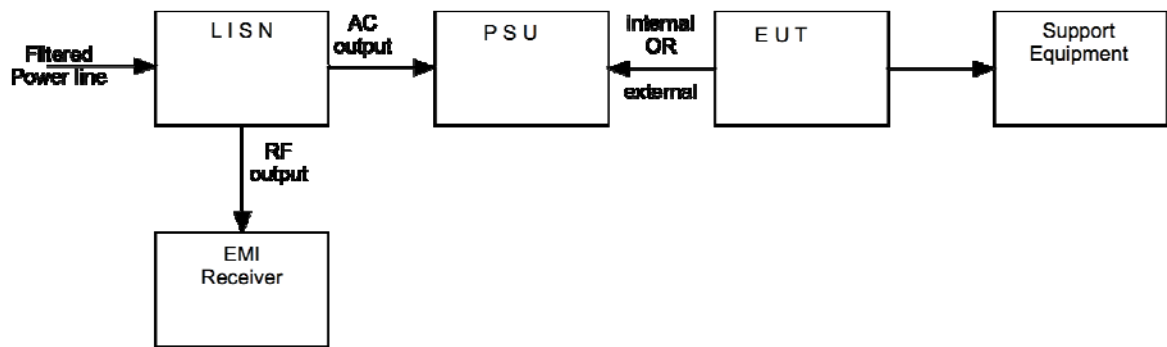 Filtered
Power line
L I S N
AC
output
P S U
internal
OR
external
E U T
Support
Equipment
RF
output
EMI
Receiver